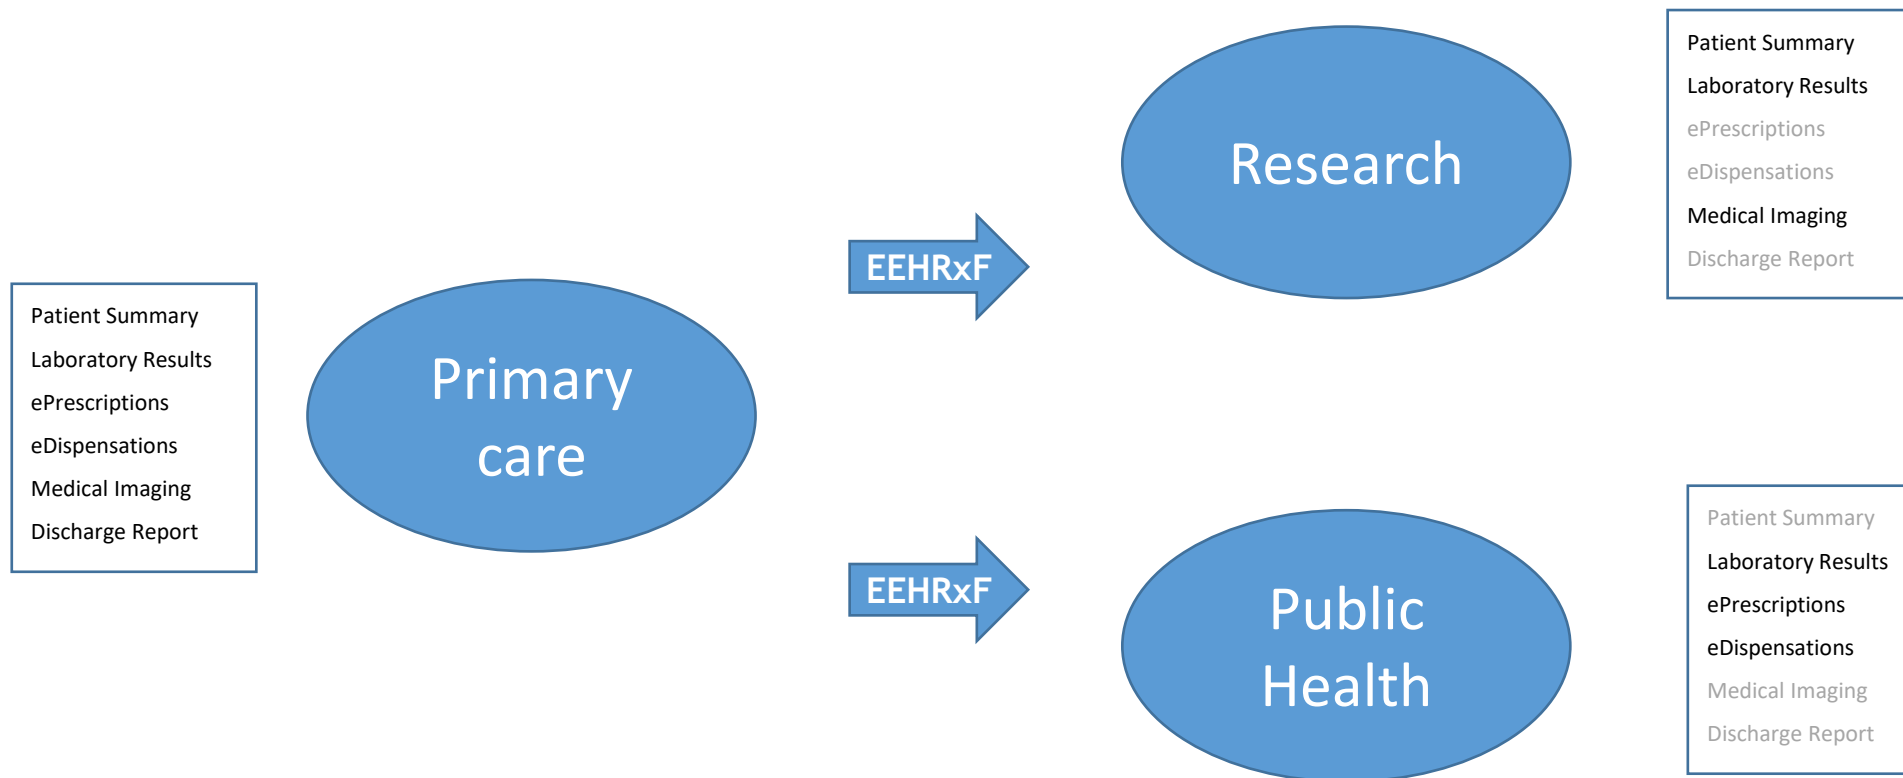 Patient Summary
Laboratory Results
ePrescriptions
eDispensations
Medical Imaging
Discharge Report
Primary
care
EEHRxF
EEHRxF
Research
Patient Summary
Laboratory Results
ePrescriptions
eDispensations
Medical Imaging
Discharge Report
Public
Health
Patient Summary
Laboratory Results
ePrescriptions
eDispensations
Medical Imaging
Discharge Report